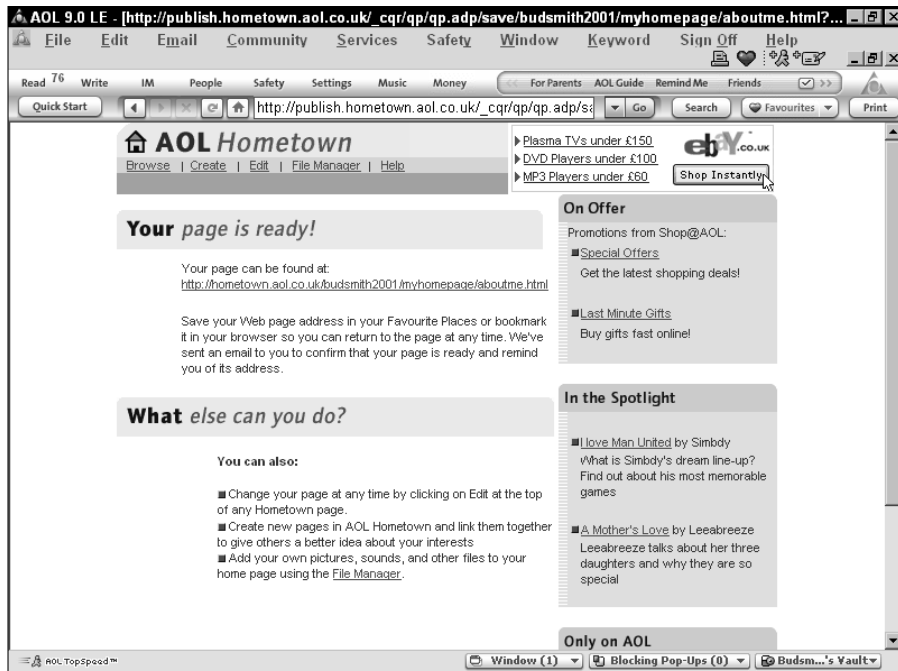 AOL 9.0 LE - [http://publish.hometown.aol.co.uk/_cqr/qp/qp.adp/save/budsmith2001/myhomepage/aboutme.html?...
File Edit Email Community Services Safety Window Keyword Sign Off Help
Read 76 Write IM People Safety Settings Music Money For Parents AOL Guide Remind Me Friends
Quick Start http://publish.hometown.aol.co.uk/_cqr/qp/qp.adp/sa Go Search Favourites Print
AOL Hometown
Browse | Create | Edit | File Manager | Help
Plasma TVs under £150
DVD Players under £100
MP3 Players under £60
ebaY.co.uk
Shop Instantly
Your page is ready!
Your page can be found at:
http://hometown.aol.co.uk/budsmith2001/myhomepage/aboutme.html
Save your Web page address in your Favourite Places or bookmark
it in your browser so you can return to the page at any time. We've
sent an email to you to confirm that your page is ready and remind
you of its address.
What else can you do?
You can also:
Change your page at any time by clicking on Edit at the top
of any Hometown page.
Create new pages in AOL Hometown and link them together
to give others a better idea about your interests
Add your own pictures, sounds, and other files to your
home page using the File Manager.
On Offer
Promotions from Shop@AOL:
Special Offers
Get the latest shopping deals!
Last Minute Gifts
Buy gifts fast online!
In the Spotlight
I love Man United by Simbdy
What is Simbdy's dream line-up?
Find out about his most memorable
games
A Mother's Love by Leeabreeze
Leeabreeze talks about her three
daughters and why they are so
special
Only on AOL
AOL TopSpeed™ Window (1) Blocking Pop-Ups (0) Budsm...'s Vault